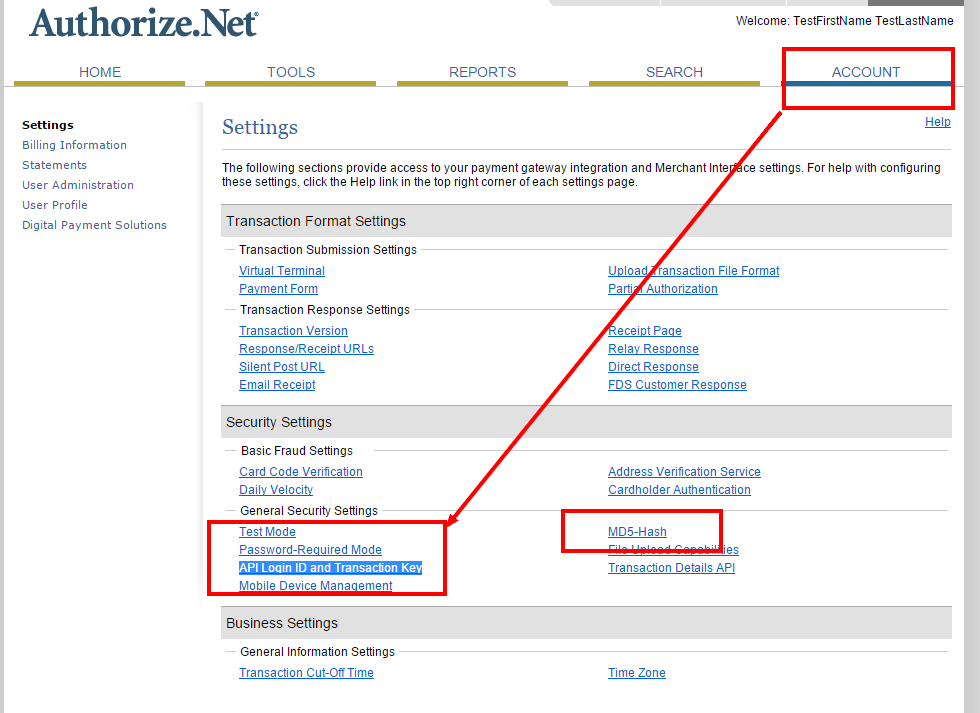 Authorize.Net
Welcome: TestFirstName TestLastName
HOME TOOLS REPORTS SEARCH ACCOUNT
Settings
Billing Information
Statements
User Administration
User Profile
Digital Payment Solutions
Settings
Help
The following sections provide access to your payment gateway integration and Merchant Interface settings. For help with configuring
these settings, click the Help link in the top right corner of each settings page.
Transaction Format Settings
Transaction Submission Settings
Virtual Terminal Upload Transaction File Format
Payment Form Partial Authorization
Transaction Response Settings
Transaction Version Receipt Page
Response/Receipt URLs Relay Response
Silent Post URL Direct Response
Email Receipt FDS Customer Response
Security Settings
Basic Fraud Settings
Card Code Verification Address Verification Service
Daily Velocity Cardholder Authentication
General Security Settings
Test Mode MD5-Hash
Password-Required Mode File Upload Capabilities
API Login ID and Transaction Key Transaction Details API
Mobile Device Management
Business Settings
General Information Settings
Transaction Cut-Off Time Time Zone